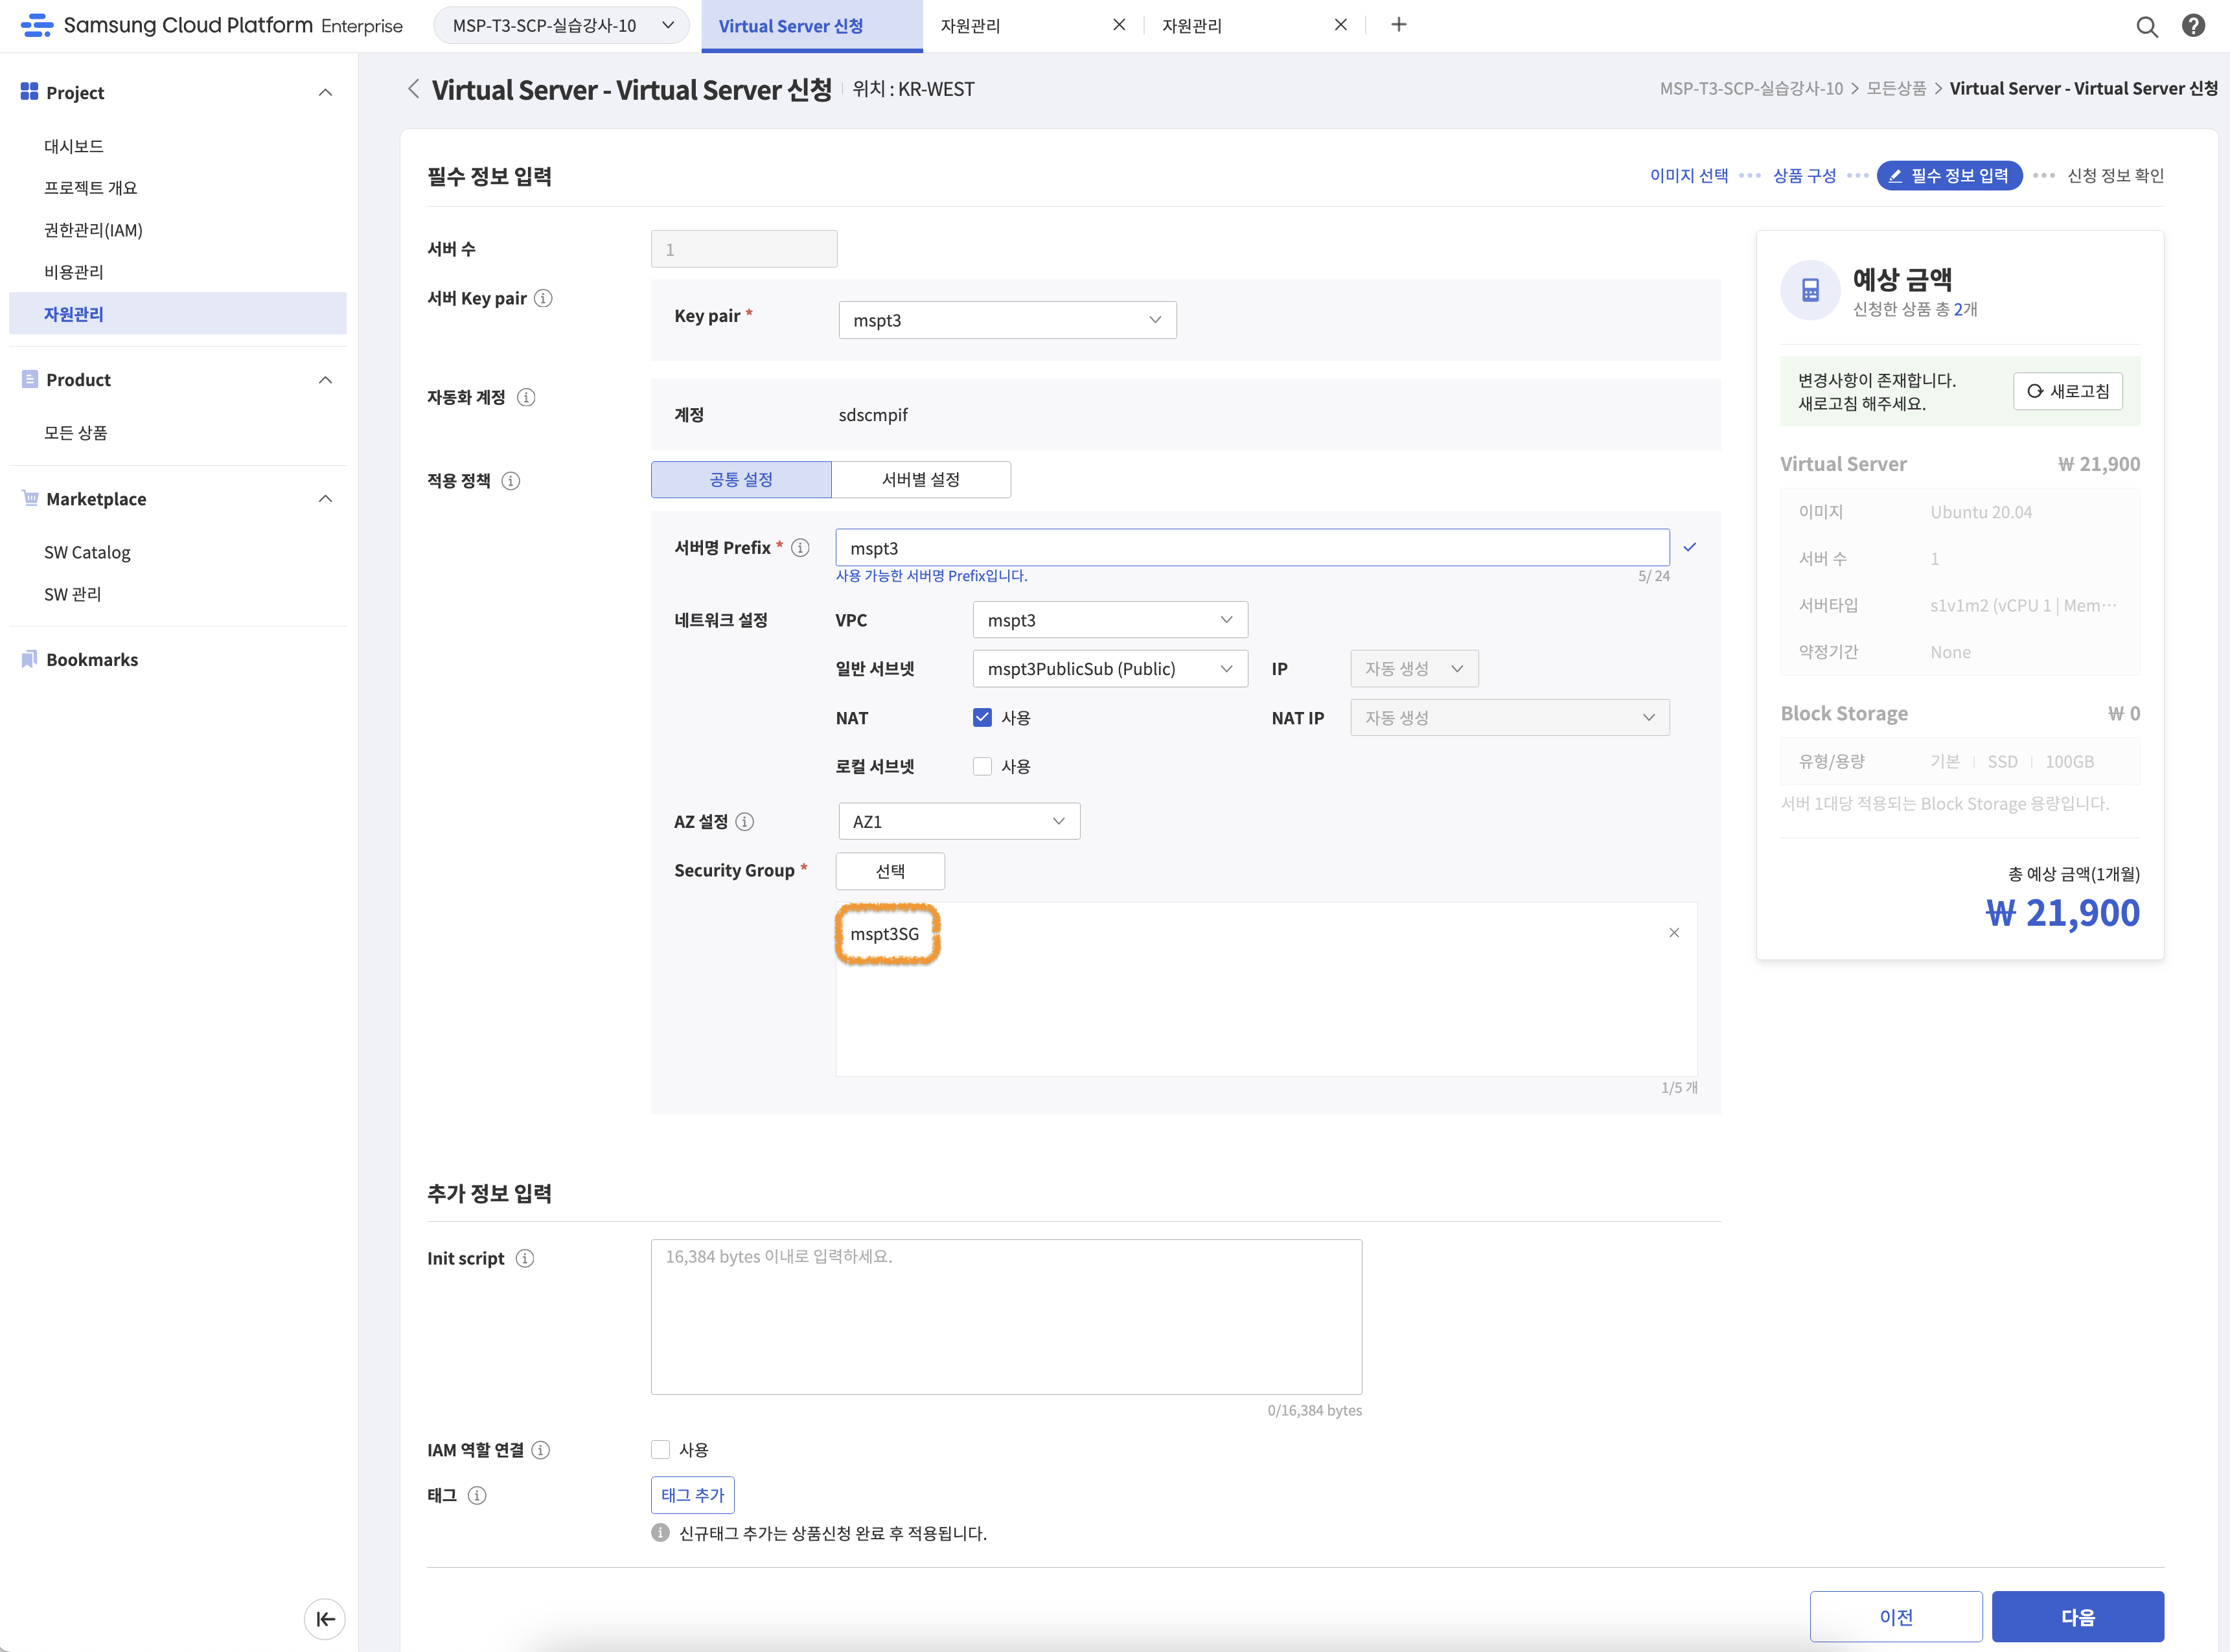 Samsung Cloud Platform Enterprise
MSP-T3-SCP-실습강사-10
Virtual Server 신청
자원관리
자원관리
Project
대시보드
프로젝트 개요
권한관리(IAM)
비용관리
자원관리
Product
모든 상품
Marketplace
SW Catalog
SW 관리
Bookmarks
Virtual Server - Virtual Server 신청
위치 : KR-WEST
MSP-T3-SCP-실습강사-10 > 모든상품 > Virtual Server - Virtual Server 신청
필수 정보 입력
이미지 선택 ••• 상품 구성 ••• 필수 정보 입력 ••• 신청 정보 확인
서버 수
1
서버 Key pair
Key pair *
mspt3
자동화 계정
계정
sdscmpif
적용 정책
공통 설정
서버별 설정
서버명 Prefix *
mspt3
사용 가능한 서버명 Prefix입니다.
5/ 24
네트워크 설정
VPC
mspt3
일반 서브넷
mspt3PublicSub (Public)
IP
자동 생성
NAT
사용
NAT IP
자동 생성
로컬 서브넷
사용
AZ 설정
AZ1
Security Group *
선택
mspt3SG
1/5 개
추가 정보 입력
Init script
16,384 bytes 이내로 입력하세요.
0/16,384 bytes
IAM 역할 연결
사용
태그
태그 추가
신규태그 추가는 상품신청 완료 후 적용됩니다.
이전
다음
예상 금액
신청한 상품 총 2개
변경사항이 존재합니다.
새로고침 해주세요.
새로고침
Virtual Server
₩ 21,900
이미지
Ubuntu 20.04
서버 수
1
서버타입
s1v1m2 (vCPU 1 | Mem···
약정기간
None
Block Storage
₩ 0
유형/용량
기본 | SSD | 100GB
서버 1대당 적용되는 Block Storage 용량입니다.
총 예상 금액(1개월)
₩ 21,900